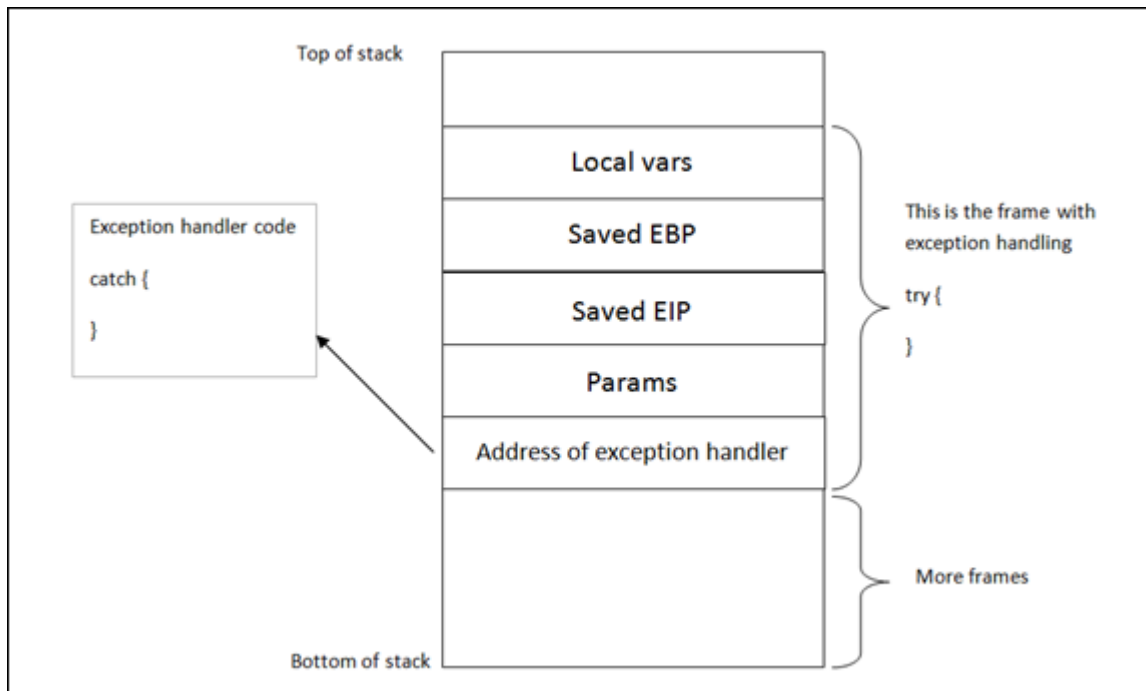 Top of stack
Local vars
Saved EBP
Saved EIP
Params
Address of exception handler
Exception handler code
catch {
}
This is the frame with
exception handling
try {
}
More frames
Bottom of stack